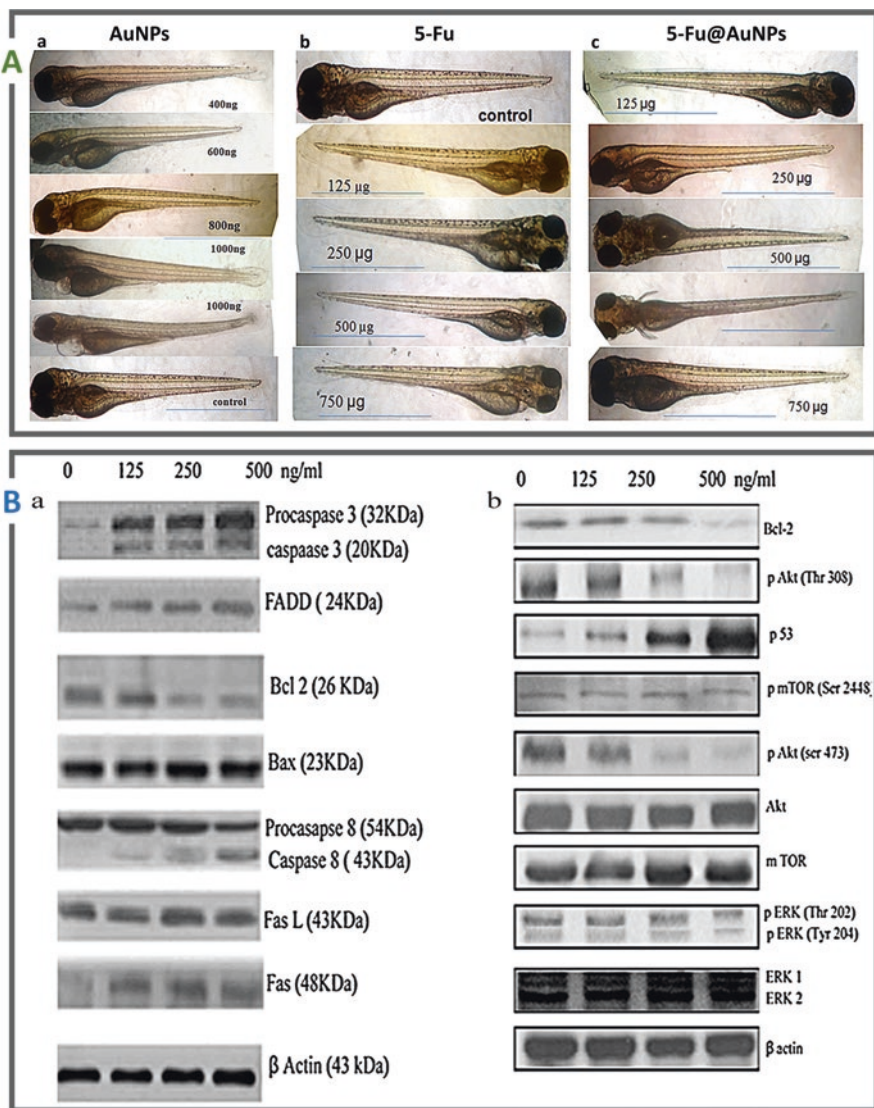 A
a AuNPs
400ng
600ng
800ng
1000ng
1000ng
control
b 5-Fu
control
125 µg
250 µg
500 µg
750 µg
c 5-Fu@AuNPs
125 µg
250 µg
500 µg
750 µg
B
a
0 125 250 500 ng/ml
Procaspase 3 (32KDa)
caspaase 3 (20KDa)
FADD ( 24KDa)
Bcl 2 (26 KDa)
Bax (23KDa)
Procasapse 8 (54KDa)
Caspase 8 ( 43KDa)
Fas L (43KDa)
Fas (48KDa)
β Actin (43 kDa)
b
0 125 250 500 ng/ml
Bcl-2
p Akt (Thr 308)
p 53
p mTOR (Ser 2448)
p Akt (ser 473)
Akt
mTOR
p ERK (Thr 202)
p ERK (Tyr 204)
ERK 1
ERK 2
β actin